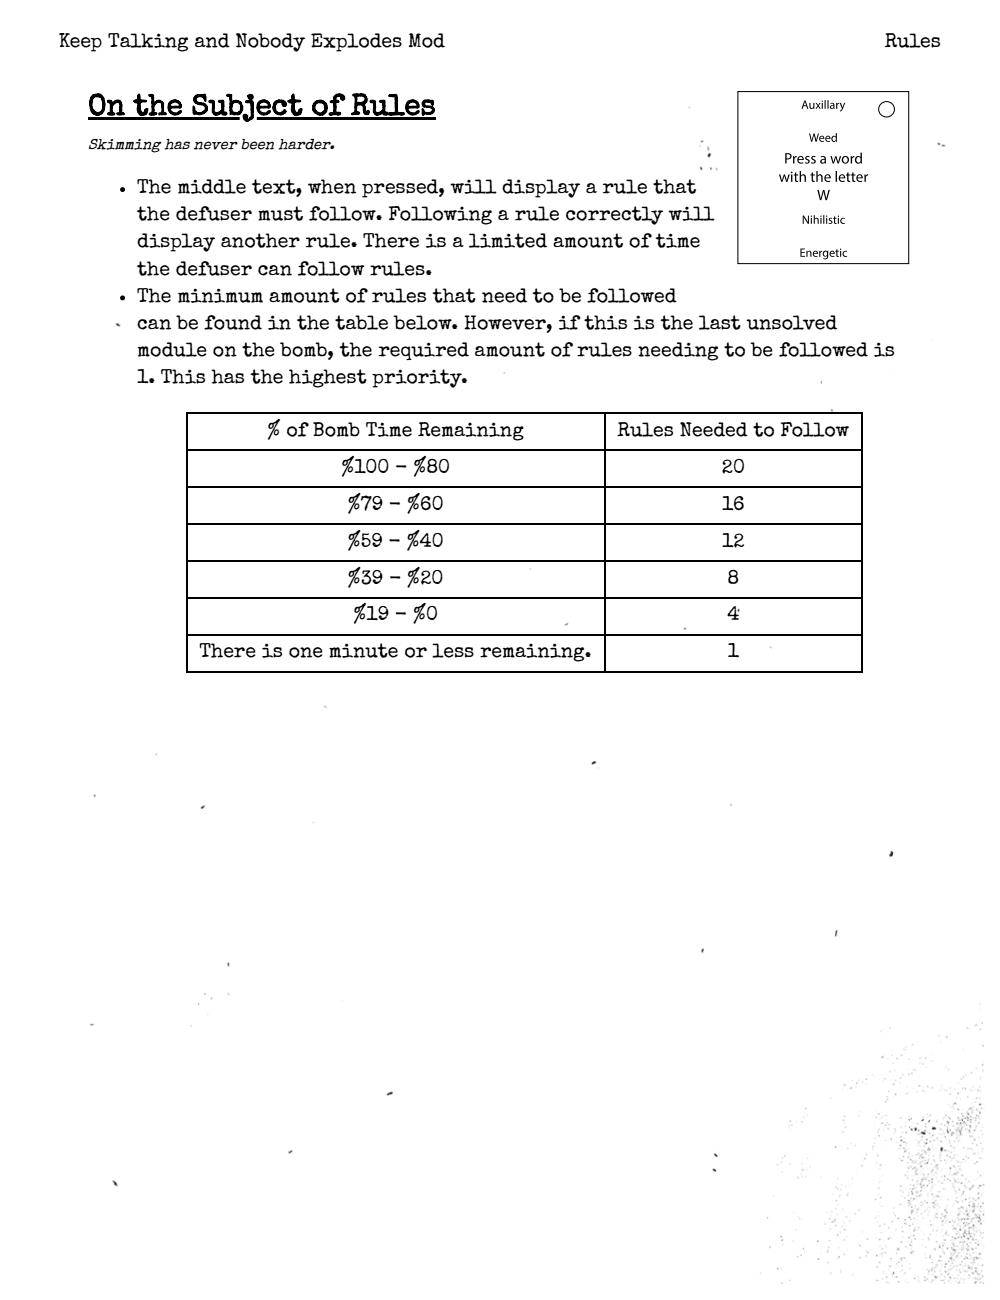 Keep Talking and Nobody Explodes Mod
Rules
On the Subject of Rules
Skimming has never been harder.
Auxillary
Weed
Press a word
with the letter
W
Nihilistic
Energetic
• The middle text, when pressed, will display a rule that
the defuser must follow. Following a rule correctly will
display another rule. There is a limited amount of time
the defuser can follow rules.
• The minimum amount of rules that need to be followed
can be found in the table below. However, if this is the last unsolved
module on the bomb, the required amount of rules needing to be followed is
1. This has the highest priority.
% of Bomb Time Remaining Rules Needed to Follow
%100 – %80 20
%79 – %60 16
%59 – %40 12
%39 – %20 8
%19 – %0 4
There is one minute or less remaining. 1